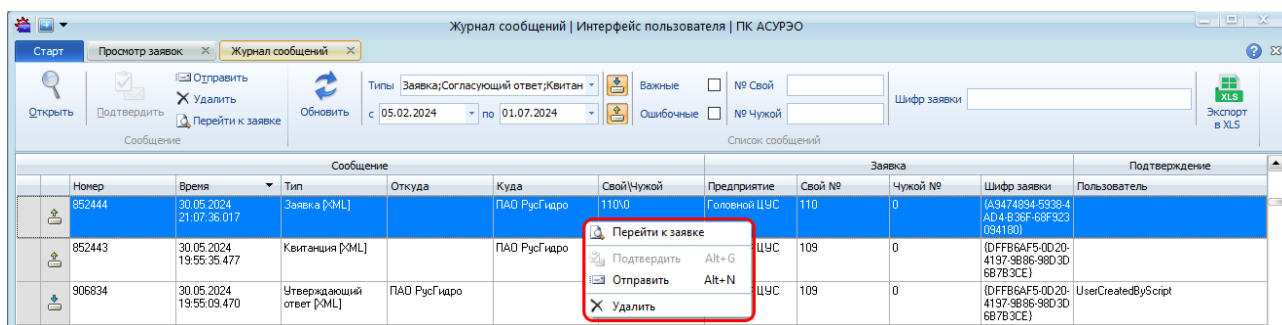 Журнал сообщений | Интерфейс пользователя | ПК АСУРЭО
Старт Просмотр заявок Журнал сообщений
Открыть Подтвердить Отправить Удалить Перейти к заявке Обновить
Типы Заявка;Согласующий ответ;Квитан Важные № Свой Шифр заявки Экспорт в XLS
с 05.02.2024 по 01.07.2024 Ошибочные № Чужой
Сообщение Список сообщений
Сообщение Заявка Подтверждение
Номер Время Тип Откуда Куда Свой\Чужой Предприятие Свой № Чужой № Шифр заявки Пользователь
852444 30.05.2024 Заявка [XML] ПАО РусГидро 110\0 Головной ЦУС 110 0 {A9474894-5938-4
21:07:36.017 AD4-B36F-68F923
094180}
Перейти к заявке
852443 30.05.2024 Квитанция [XML] ПАО РусГидро ЦУС 109 0 {DFFB6AF5-0D20-
19:55:35.477 4197-9B86-98D3D
6B7B3CE}
Подтвердить Alt+G
Отправить Alt+N
906834 30.05.2024 Утверждающий ПАО РусГидро ЦУС 109 0 {DFFB6AF5-0D20- UserCreatedByScript
19:55:09.470 ответ [XML] 4197-9B86-98D3D
6B7B3CE}
Удалить